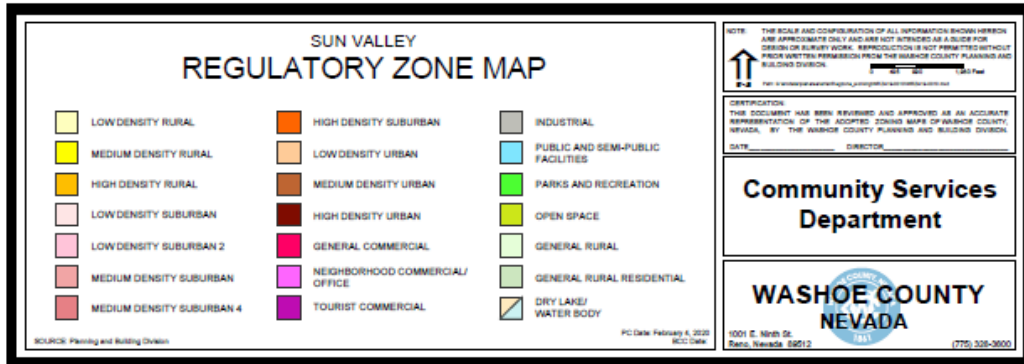 SUN VALLEY
REGULATORY ZONE MAP
LOW DENSITY RURAL
MEDIUM DENSITY RURAL
HIGH DENSITY RURAL
LOW DENSITY SUBURBAN
LOW DENSITY SUBURBAN 2
MEDIUM DENSITY SUBURBAN
MEDIUM DENSITY SUBURBAN 4
HIGH DENSITY SUBURBAN
LOW DENSITY URBAN
MEDIUM DENSITY URBAN
HIGH DENSITY URBAN
GENERAL COMMERCIAL
NEIGHBORHOOD COMMERCIAL/
OFFICE
TOURIST COMMERCIAL
INDUSTRIAL
PUBLIC AND SEMI-PUBLIC
FACILITIES
PARKS AND RECREATION
OPEN SPACE
GENERAL RURAL
GENERAL RURAL RESIDENTIAL
DRY LAKE/
WATER BODY
SOURCE: Planning and Building Division
PC Date: February 4, 2020
BCC Date:
NOTE: THE SCALE AND CONFIGURATION OF ALL INFORMATION SHOWN HEREON
ARE APPROXIMATE ONLY AND ARE NOT INTENDED AS A GUIDE FOR
DESIGN OR SURVEY WORK. REPRODUCTION IS NOT PERMITTED WITHOUT
PRIOR WRITTEN PERMISSION FROM THE WASHOE COUNTY PLANNING AND
BUILDING DIVISION.
CERTIFICATION:
THIS DOCUMENT HAS BEEN REVIEWED AND APPROVED AS AN ACCURATE
REPRESENTATION OF THE ADOPTED ZONING MAPS OF WASHOE COUNTY,
NEVADA, BY THE WASHOE COUNTY PLANNING AND BUILDING DIVISION.
DATE DIRECTOR
Community Services
Department
WASHOE COUNTY
NEVADA
1861
1001 E. Ninth St.
Reno, Nevada 89512
(775) 328-3600